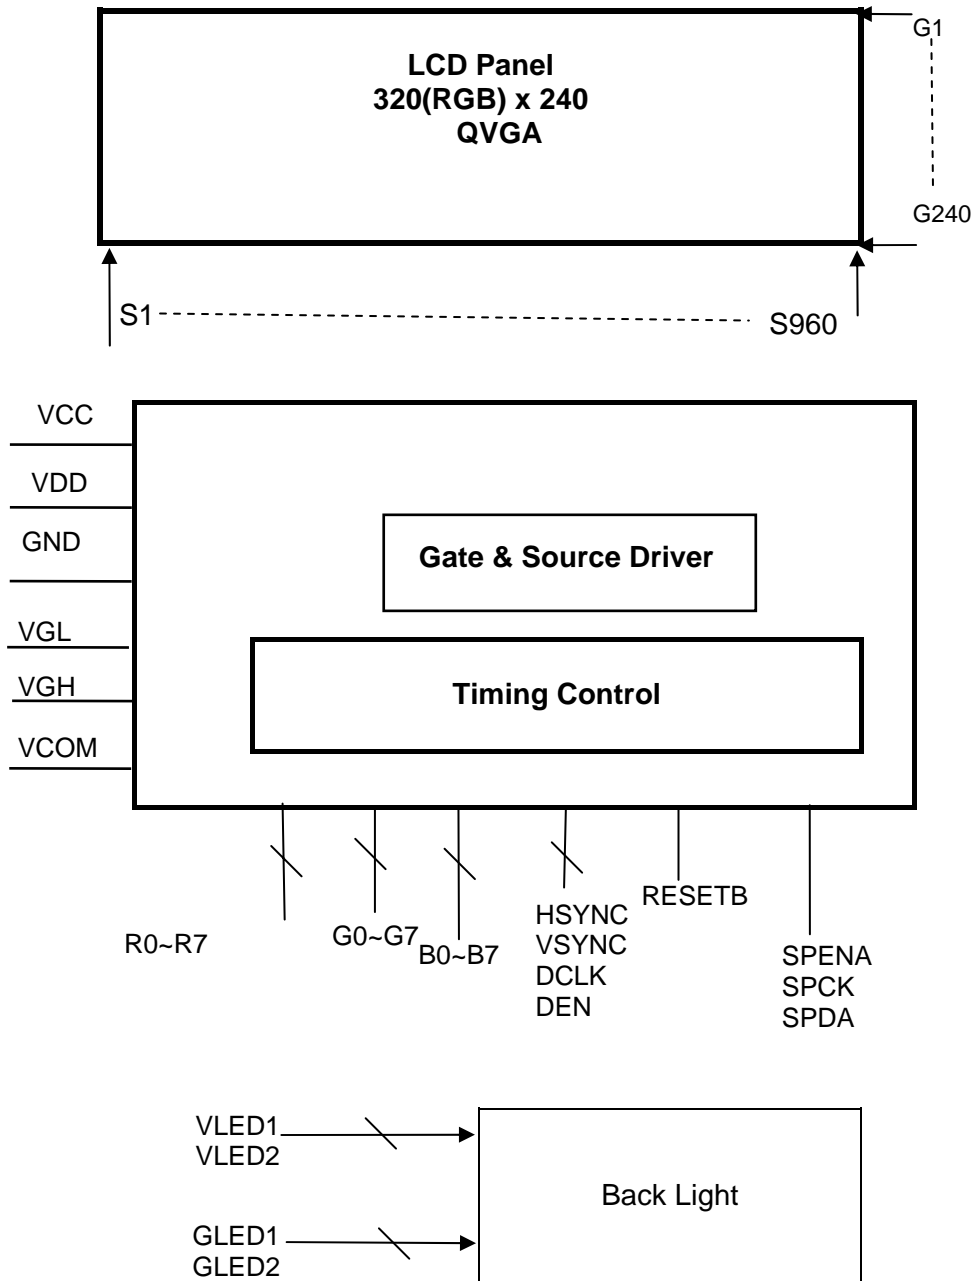 G1
LCD Panel
320(RGB) x 240
QVGA
G240
S1
S960
VCC
VDD
GND
Gate & Source Driver
VGL
VGH
Timing Control
VCOM
R0~R7
G0~G7
B0~B7
HSYNC
VSYNC
DCLK
DEN
RESETB
SPENA
SPCK
SPDA
VLED1
VLED2
Back Light
GLED1
GLED2